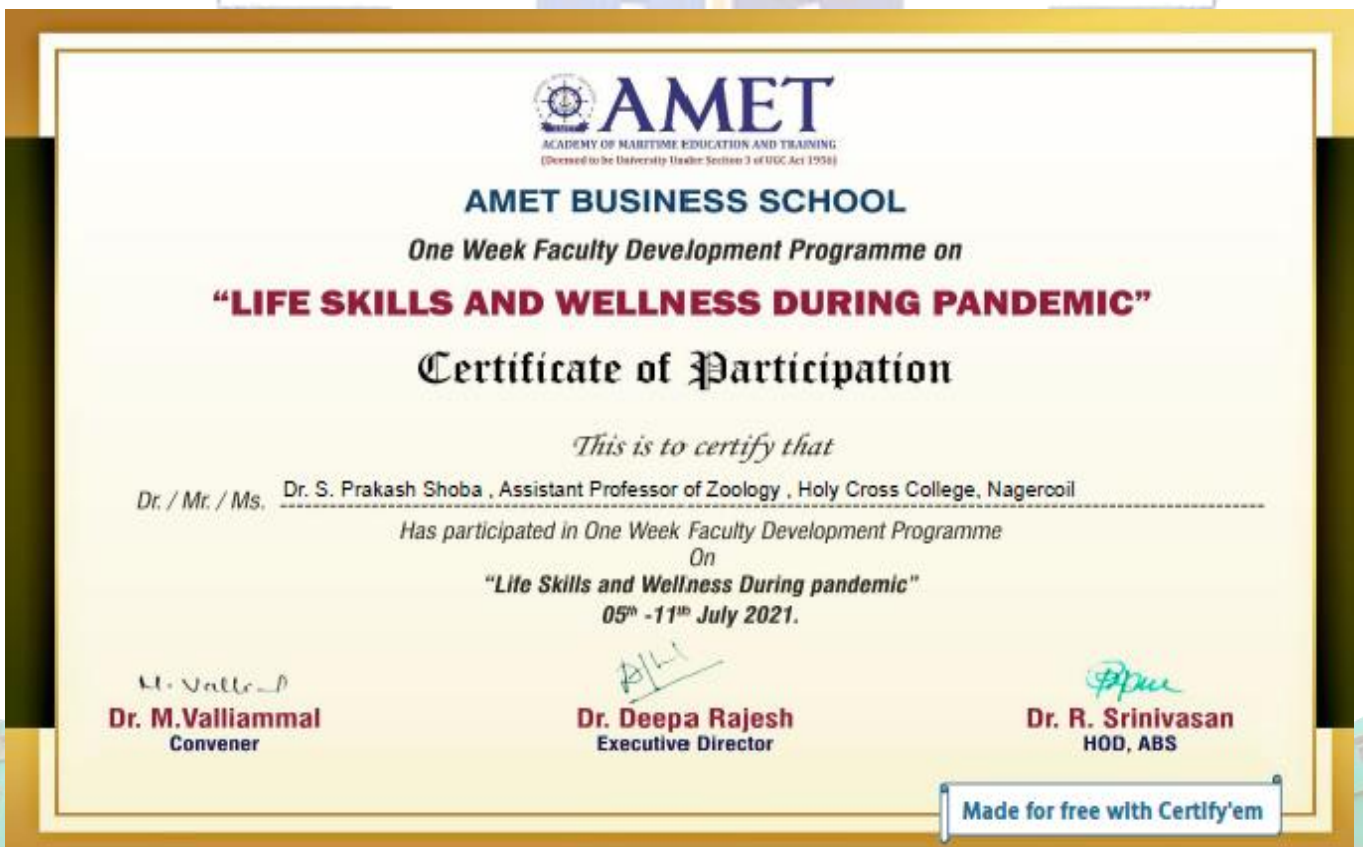 AMET
ACADEMY OF MARITIME EDUCATION AND TRAINING
(Deemed to be University Under Section 3 of UGC Act 1956)
AMET BUSINESS SCHOOL
One Week Faculty Development Programme on
“LIFE SKILLS AND WELLNESS DURING PANDEMIC”
Certificate of Participation
This is to certify that
Dr. / Mr. / Ms. Dr. S. Prakash Shoba , Assistant Professor of Zoology , Holy Cross College, Nagercoil
Has participated in One Week Faculty Development Programme
On
“Life Skills and Wellness During pandemic”
05th -11th July 2021.
Dr. M.Valliammal Dr. Deepa Rajesh Dr. R. Srinivasan
Convener Executive Director HOD, ABS
Made for free with Certify'em